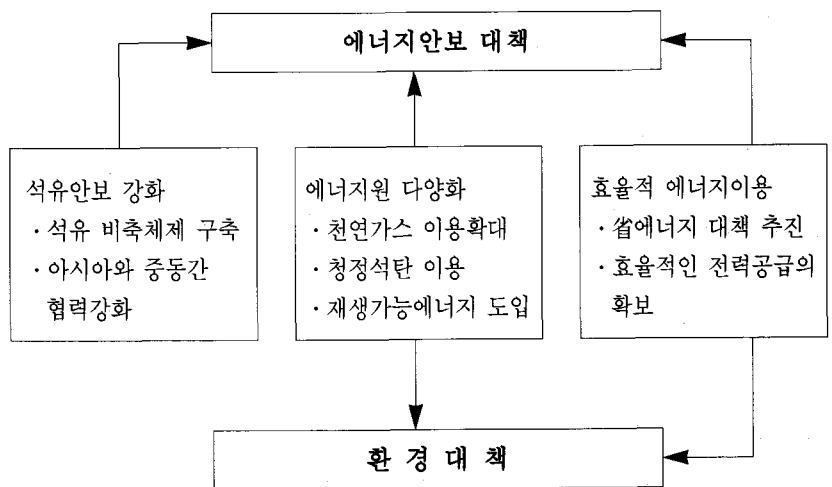 에너지안보 대책
석유안보 강화
· 석유 비축체제 구축
· 아시아와 중동간
협력강화
에너지원 다양화
· 천연가스 이용확대
· 청정석탄 이용
· 재생가능에너지 도입
효율적 에너지이용
· 省에너지 대책 추진
· 효율적인 전력공급의
확보
환 경 대 책